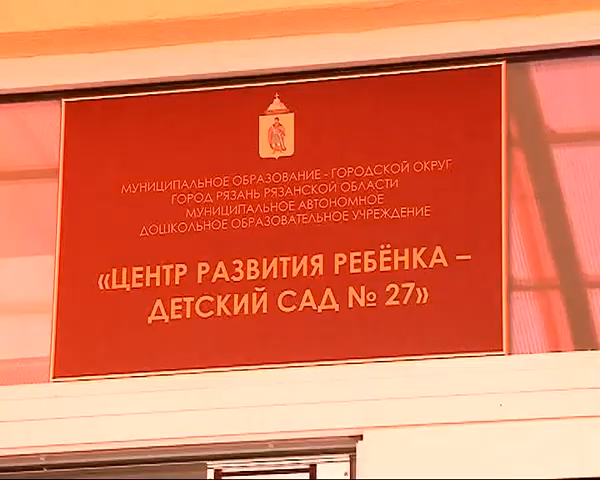 МУНИЦИПАЛЬНОЕ ОБРАЗОВАНИЕ - ГОРОДСКОЙ ОКРУГ
ГОРОД РЯЗАНЬ РЯЗАНСКОЙ ОБЛАСТИ
МУНИЦИПАЛЬНОЕ АВТОНОМНОЕ
ДОШКОЛЬНОЕ ОБРАЗОВАТЕЛЬНОЕ УЧРЕЖДЕНИЕ
«ЦЕНТР РАЗВИТИЯ РЕБЁНКА –
ДЕТСКИЙ САД № 27»